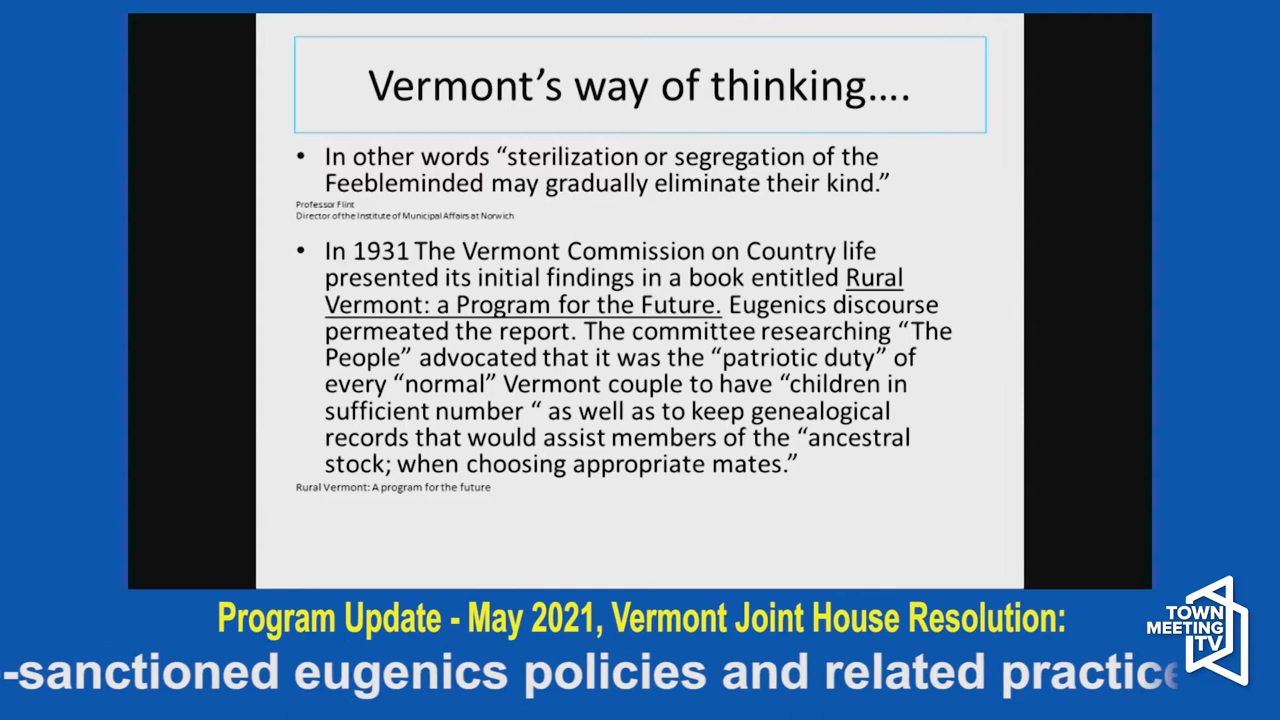 Vermont’s way of thinking….
• In other words “sterilization or segregation of the
Feebleminded may gradually eliminate their kind.”
Professor Flint
Director of the Institute of Municipal Affairs at Norwich
• In 1931 The Vermont Commission on Country life
presented its initial findings in a book entitled Rural
Vermont: a Program for the Future. Eugenics discourse
permeated the report. The committee researching “The
People” advocated that it was the “patriotic duty” of
every “normal” Vermont couple to have “children in
sufficient number “ as well as to keep genealogical
records that would assist members of the “ancestral
stock; when choosing appropriate mates.”
Rural Vermont: A program for the future
Program Update - May 2021, Vermont Joint House Resolution:
-sanctioned eugenics policies and related practice
TOWN
MEETING
TV